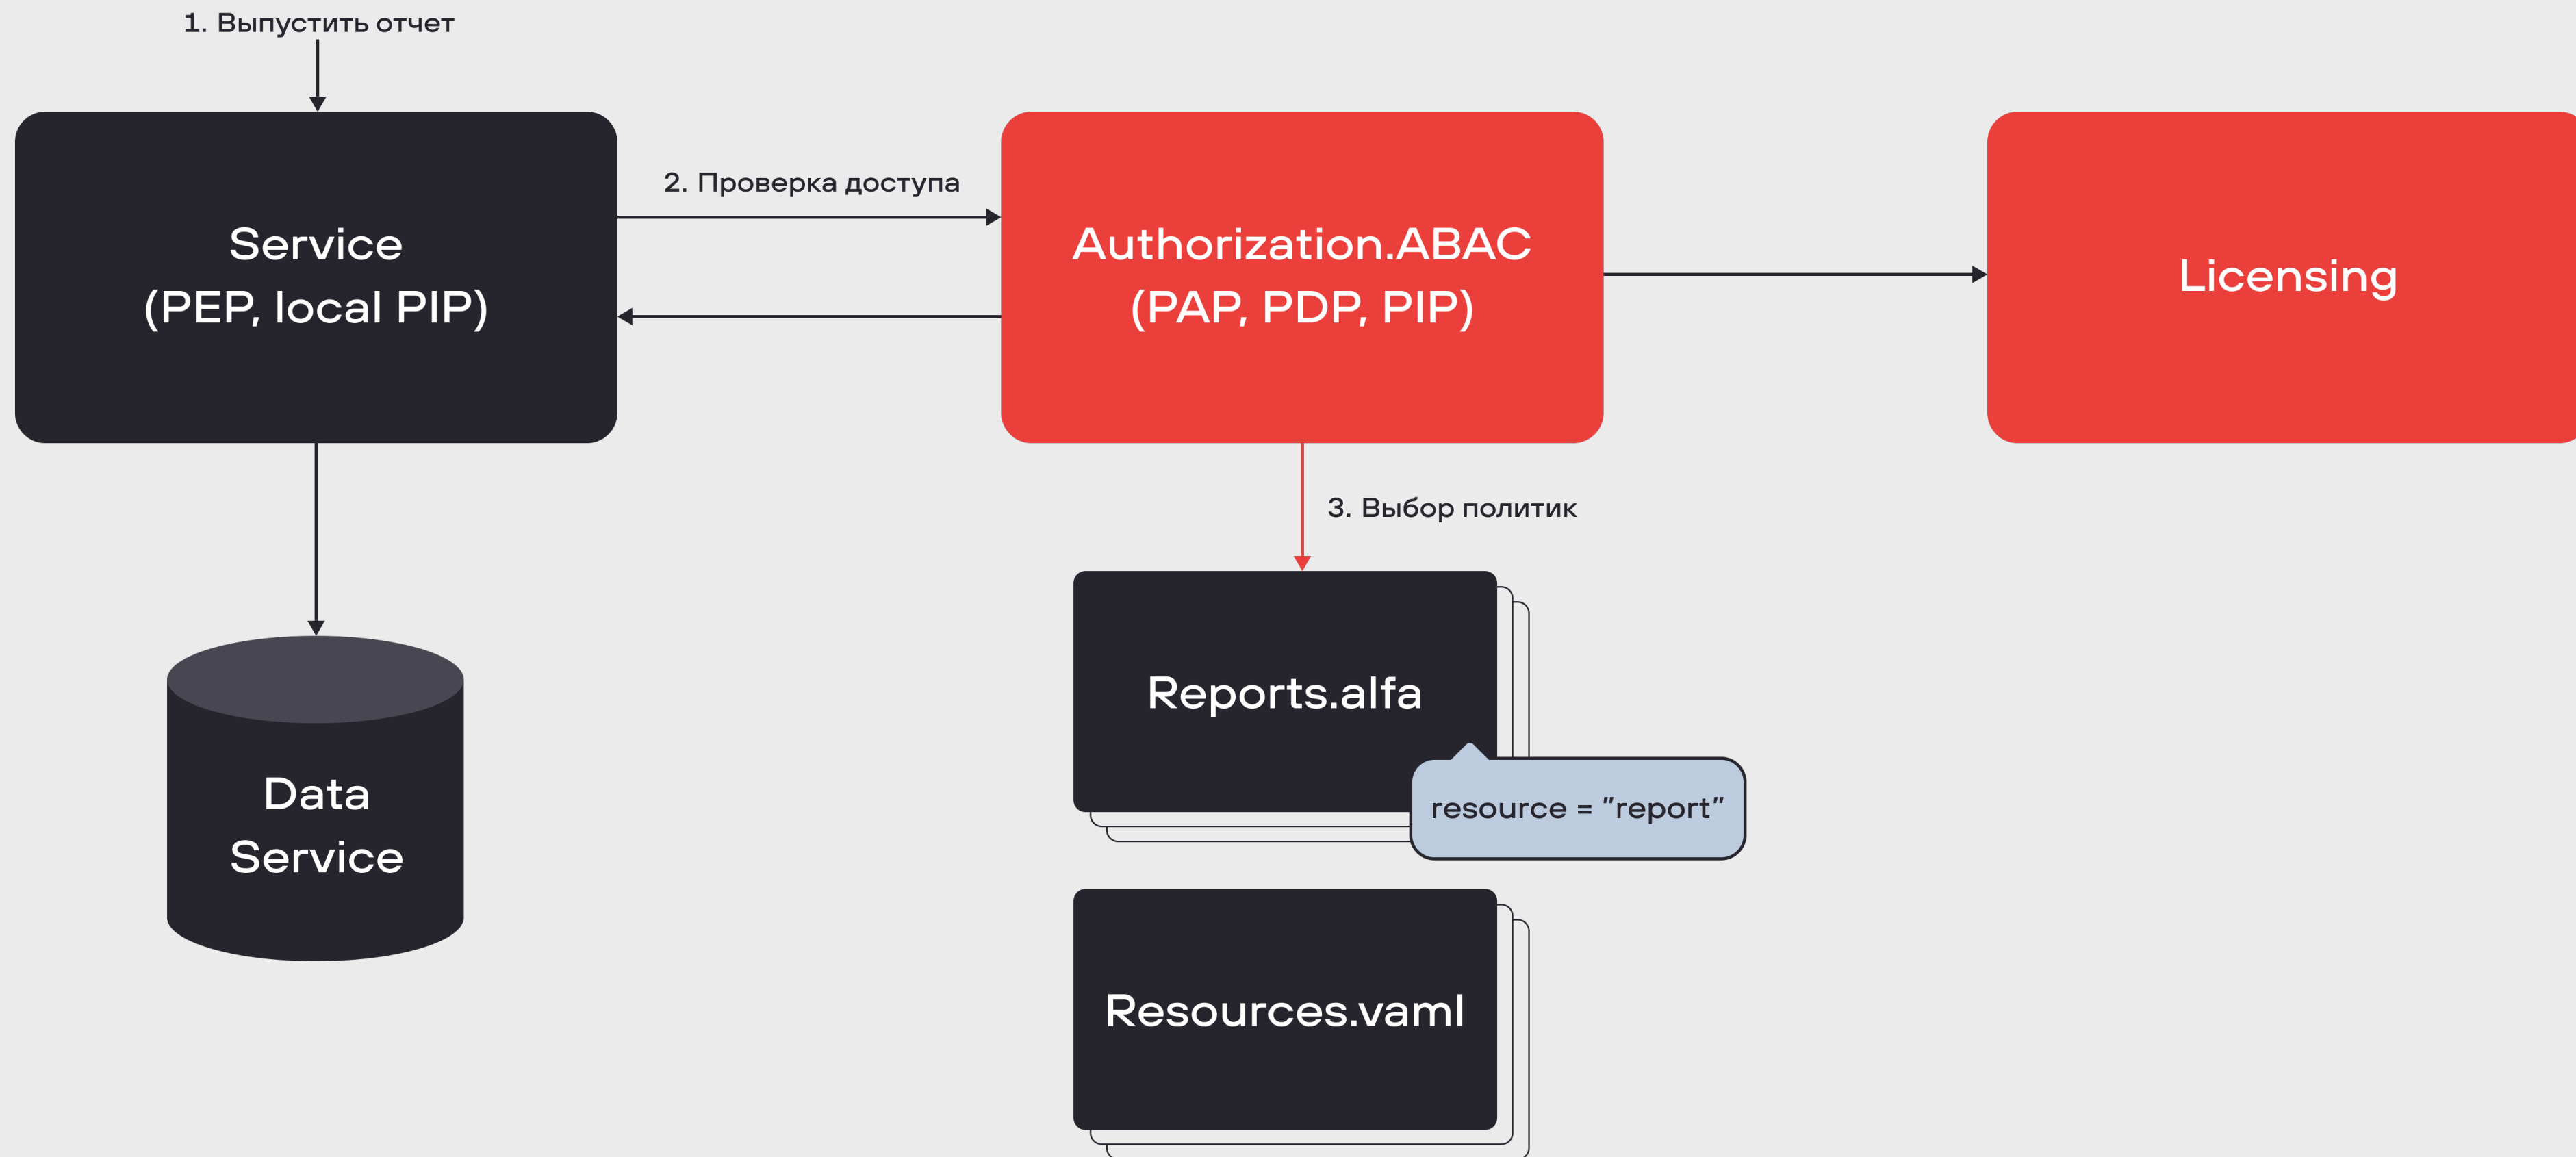 1. Выпустить отчет
Service
(PEP, local PIP)
2. Проверка доступа
Authorization.ABAC
(PAP, PDP, PIP)
Licensing
3. Выбор политик
Reports.alfa
resource = "report"
Data
Service
Resources.vaml